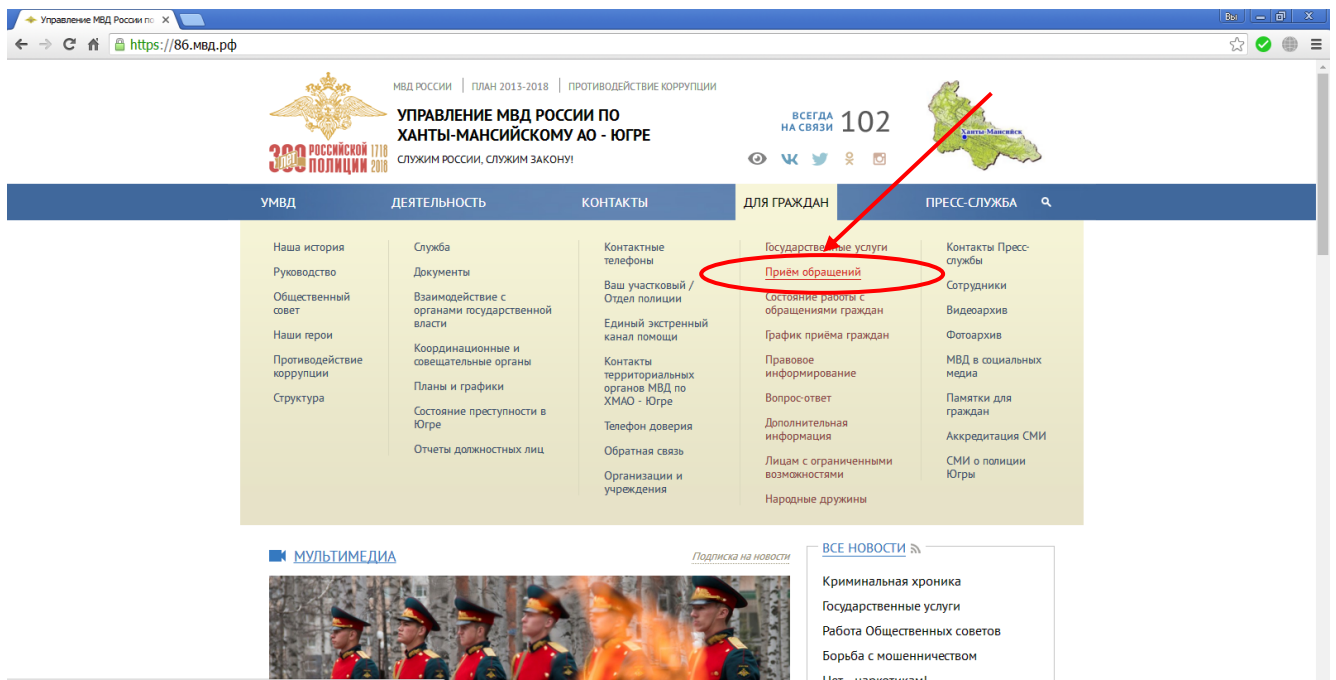 Управление МВД России по
Вы
https://86.мвд.рф
МВД РОССИИ | ПЛАН 2013-2018 | ПРОТИВОДЕЙСТВИЕ КОРРУПЦИИ
УПРАВЛЕНИЕ МВД РОССИИ ПО
ХАНТЫ-МАНСИЙСКОМУ АО - ЮГРЕ
СЛУЖИМ РОССИИ, СЛУЖИМ ЗАКОНУ!
300 лет РОССИЙСКОЙ 1718
ПОЛИЦИИ 2018
ВСЕГДА
НА СВЯЗИ 102
Ханты-Мансийск
УМВД
ДЕЯТЕЛЬНОСТЬ
КОНТАКТЫ
ДЛЯ ГРАЖДАН
ПРЕСС-СЛУЖБА
Наша история
Руководство
Общественный
совет
Наши герои
Противодействие
коррупции
Структура
Служба
Документы
Взаимодействие с
органами государственной
власти
Координационные и
совещательные органы
Планы и графики
Состояние преступности в
Югре
Отчеты должностных лиц
Контактные
телефоны
Ваш участковый /
Отдел полиции
Единый экстренный
канал помощи
Контакты
территориальных
органов МВД по
ХМАО - Югре
Телефон доверия
Обратная связь
Организации и
учреждения
Государственные услуги
Приём обращений
Состояние работы с
обращениями граждан
График приёма граждан
Правовое
информирование
Вопрос-ответ
Дополнительная
информация
Лицам с ограниченными
возможностями
Народные дружины
Контакты Пресс-
службы
Сотрудники
Видеоархив
Фотоархив
МВД в социальных
медиа
Памятки для
граждан
Аккредитация СМИ
СМИ о полиции
Югры
МУЛЬТИМЕДИА
Подписка на новости
ВСЕ НОВОСТИ
Криминальная хроника
Государственные услуги
Работа Общественных советов
Борьба с мошенничеством
Нет - наркотикам!